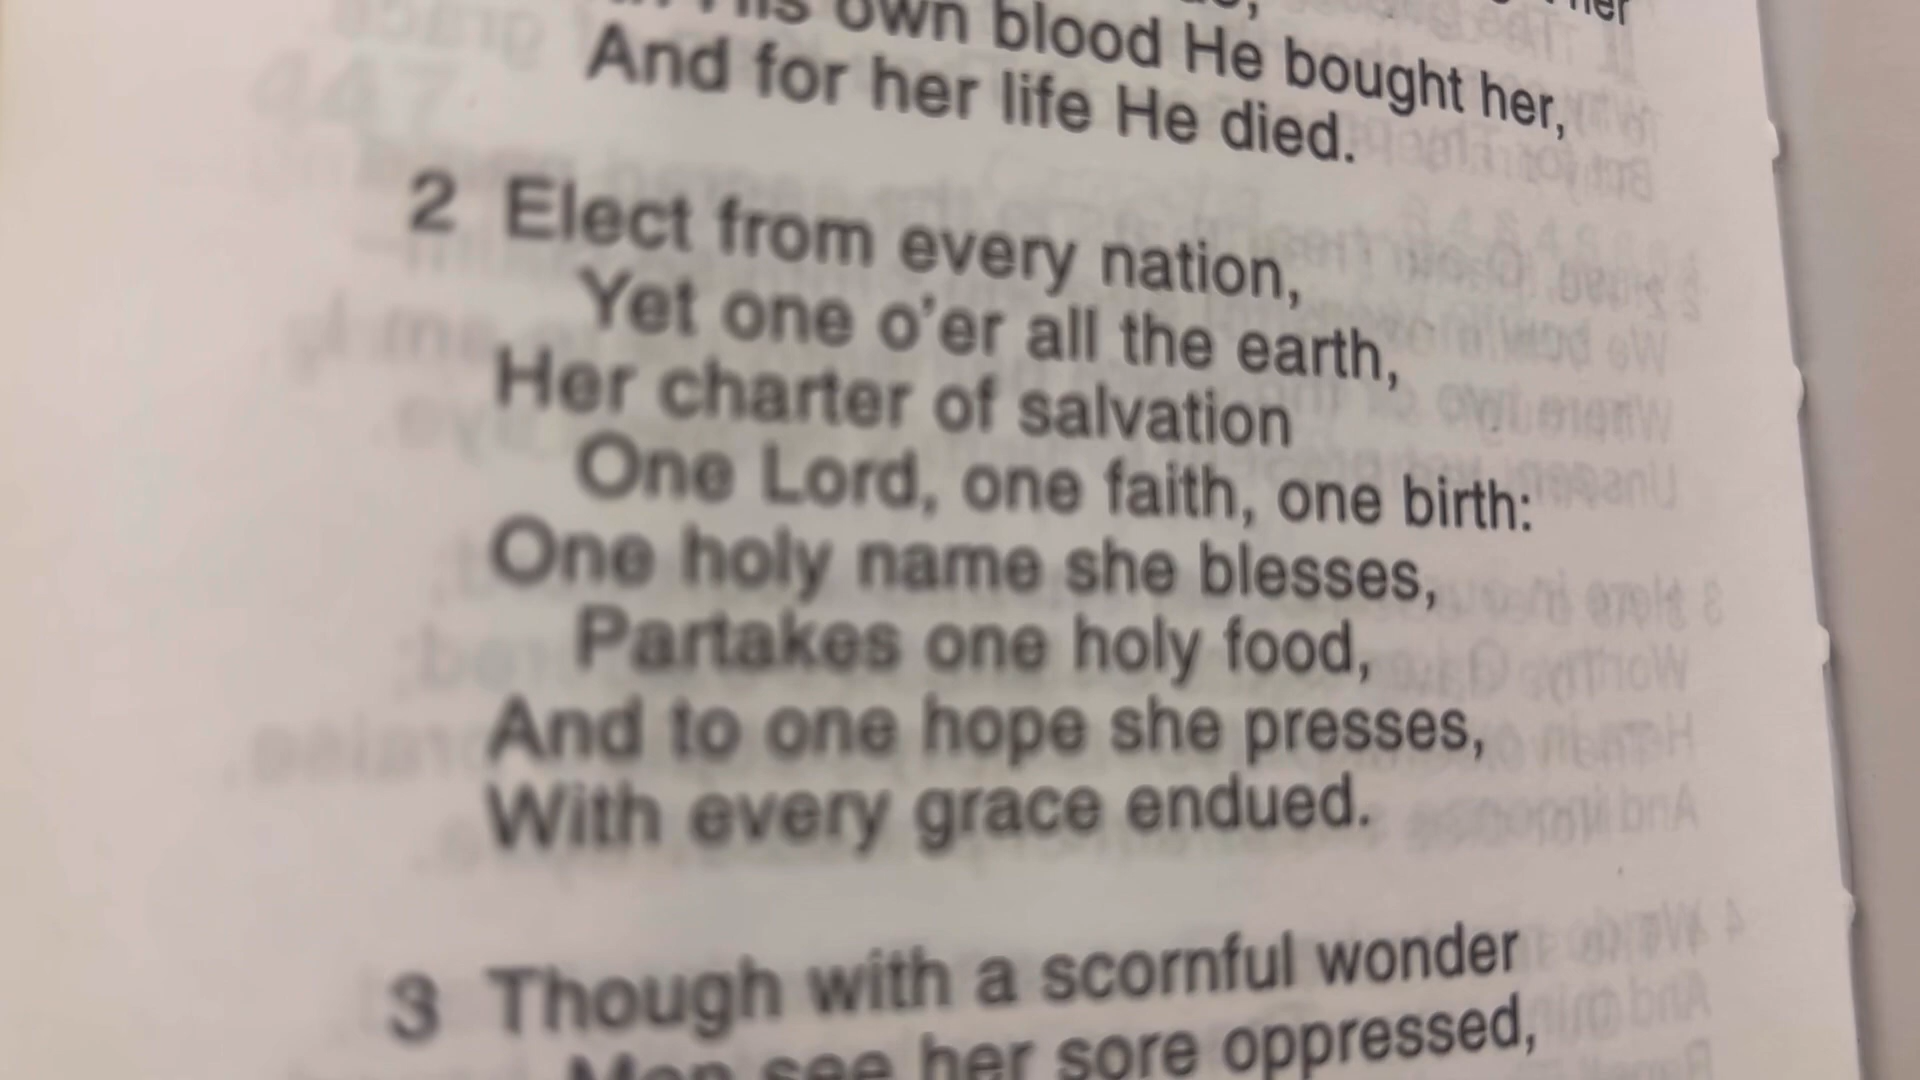 His own blood He bought her,
And for her life He died.
2 Elect from every nation,
Yet one o'er all the earth,
Her charter of salvation
One Lord, one faith, one birth:
One holy name she blesses,
Partakes one holy food,
And to one hope she presses,
With every grace endued.
3 Though with a scornful wonder
Men see her sore oppressed,